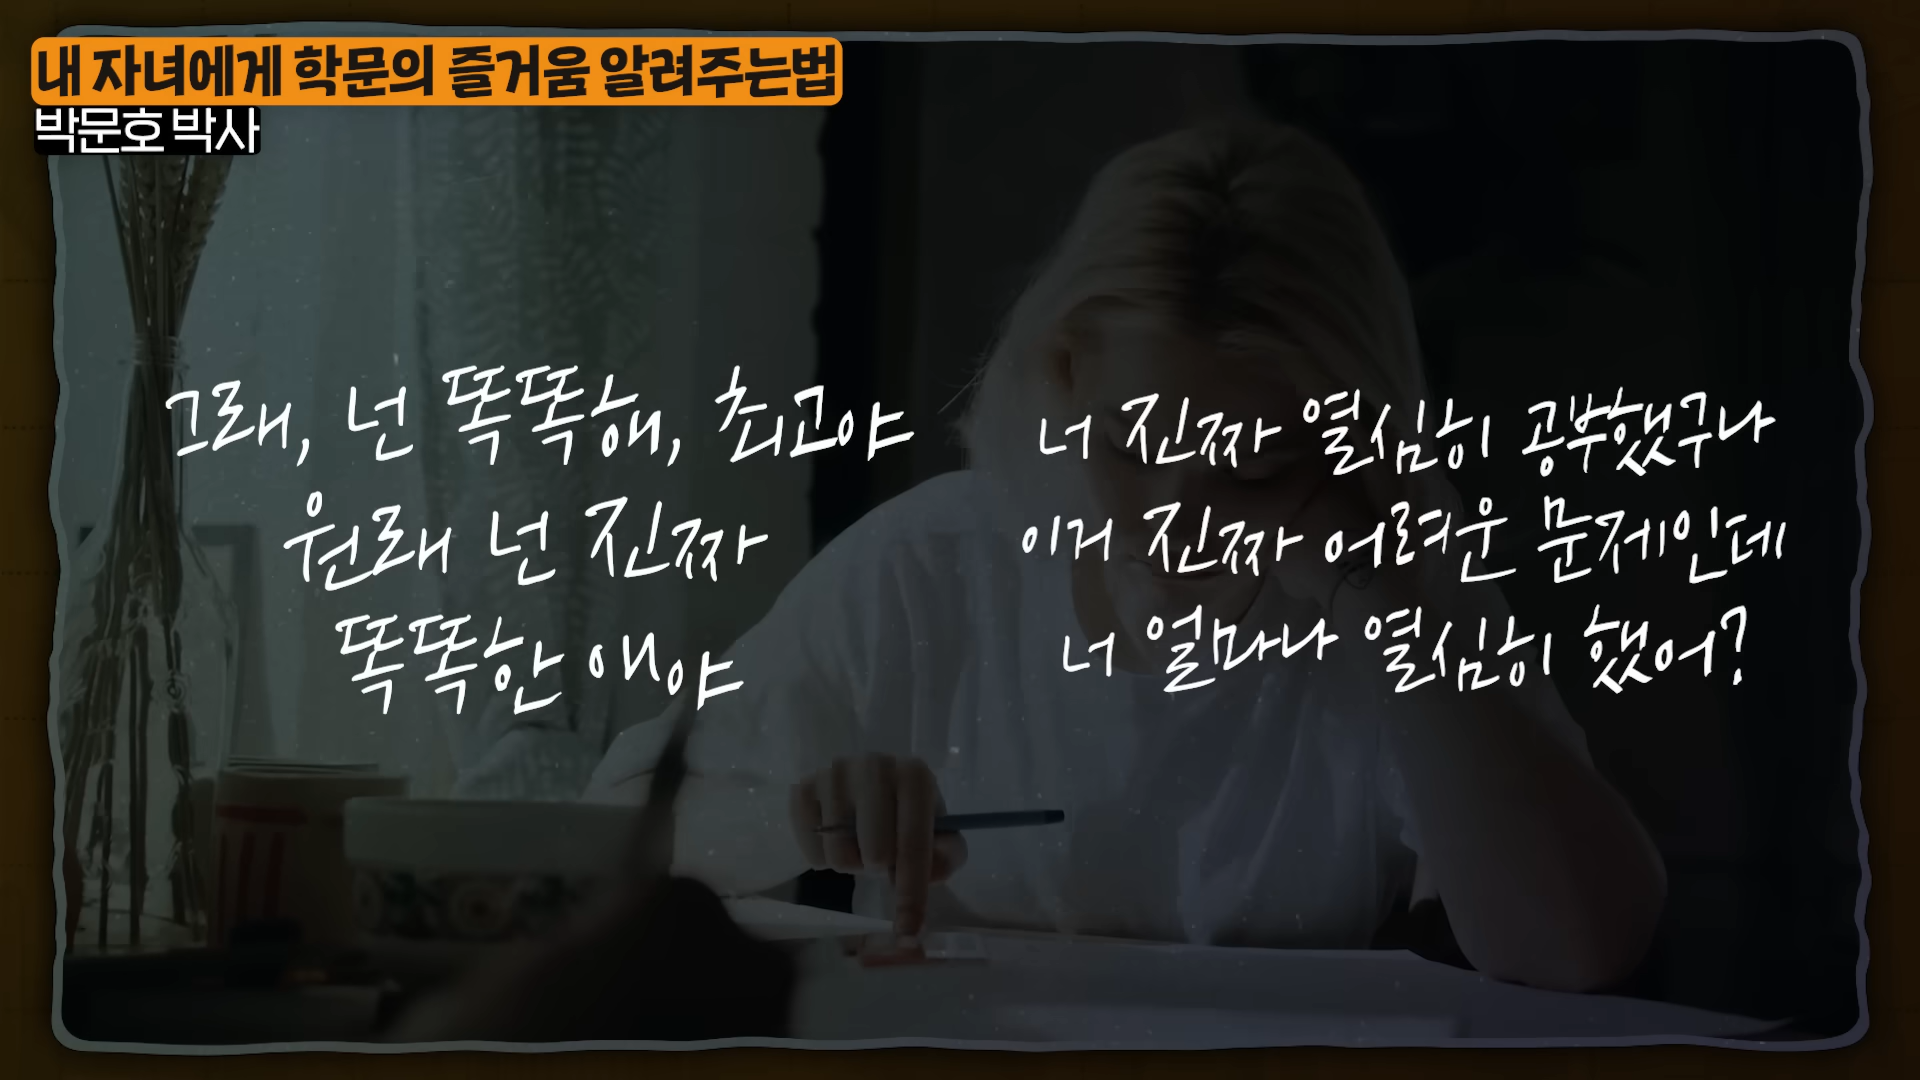 내 자녀에게 학문의 즐거움 알려주는법
박문호 박사
그래, 넌 똑똑해, 최고야
원래 넌 진짜
똑똑한 애야
너 진짜 열심히 공부했구나
이거 진짜 어려운 문제인데
너 얼마나 열심히 했어?